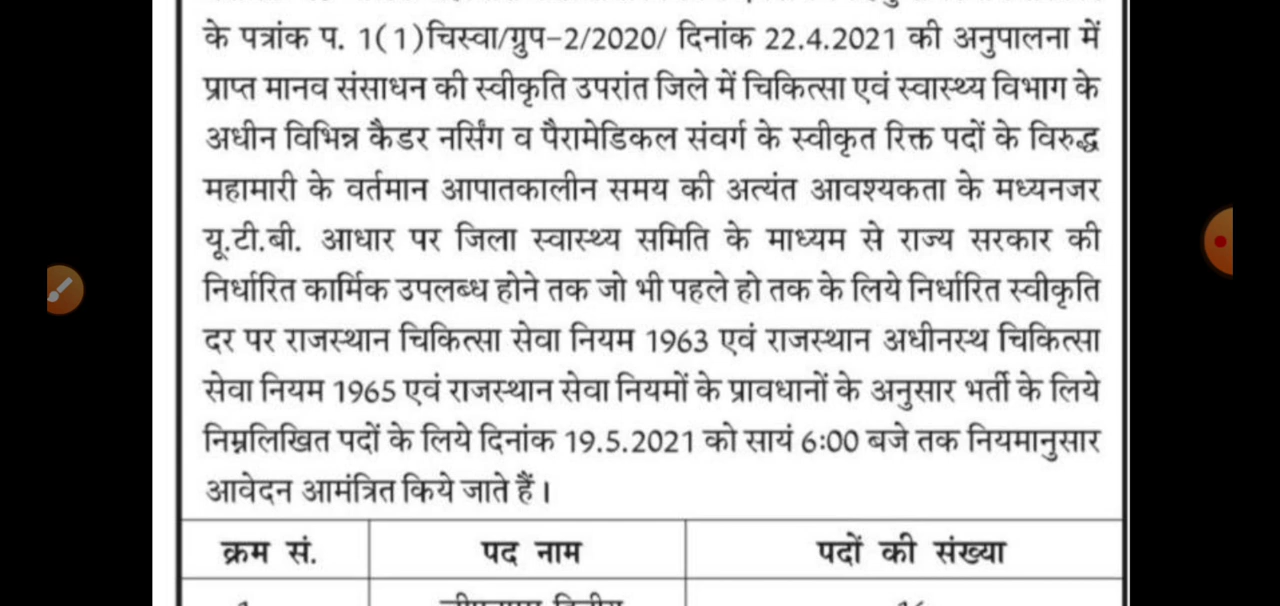 के पत्रांक प. 1(1)चिस्वा/ग्रुप-2/2020/ दिनांक 22.4.2021 की अनुपालना में
प्राप्त मानव संसाधन की स्वीकृति उपरांत जिले में चिकित्सा एवं स्वास्थ्य विभाग के
अधीन विभिन्न कैडर नर्सिंग व पैरामेडिकल संवर्ग के स्वीकृत रिक्त पदों के विरुद्ध
महामारी के वर्तमान आपातकालीन समय की अत्यंत आवश्यकता के मध्यनजर
यू.टी.बी. आधार पर जिला स्वास्थ्य समिति के माध्यम से राज्य सरकार की
निर्धारित कार्मिक उपलब्ध होने तक जो भी पहले हो तक के लिये निर्धारित स्वीकृति
दर पर राजस्थान चिकित्सा सेवा नियम 1963 एवं राजस्थान अधीनस्थ चिकित्सा
सेवा नियम 1965 एवं राजस्थान सेवा नियमों के प्रावधानों के अनुसार भर्ती के लिये
निम्नलिखित पदों के लिये दिनांक 19.5.2021 को सायं 6:00 बजे तक नियमानुसार
आवेदन आमंत्रित किये जाते हैं।
क्रम सं. पद नाम पदों की संख्या